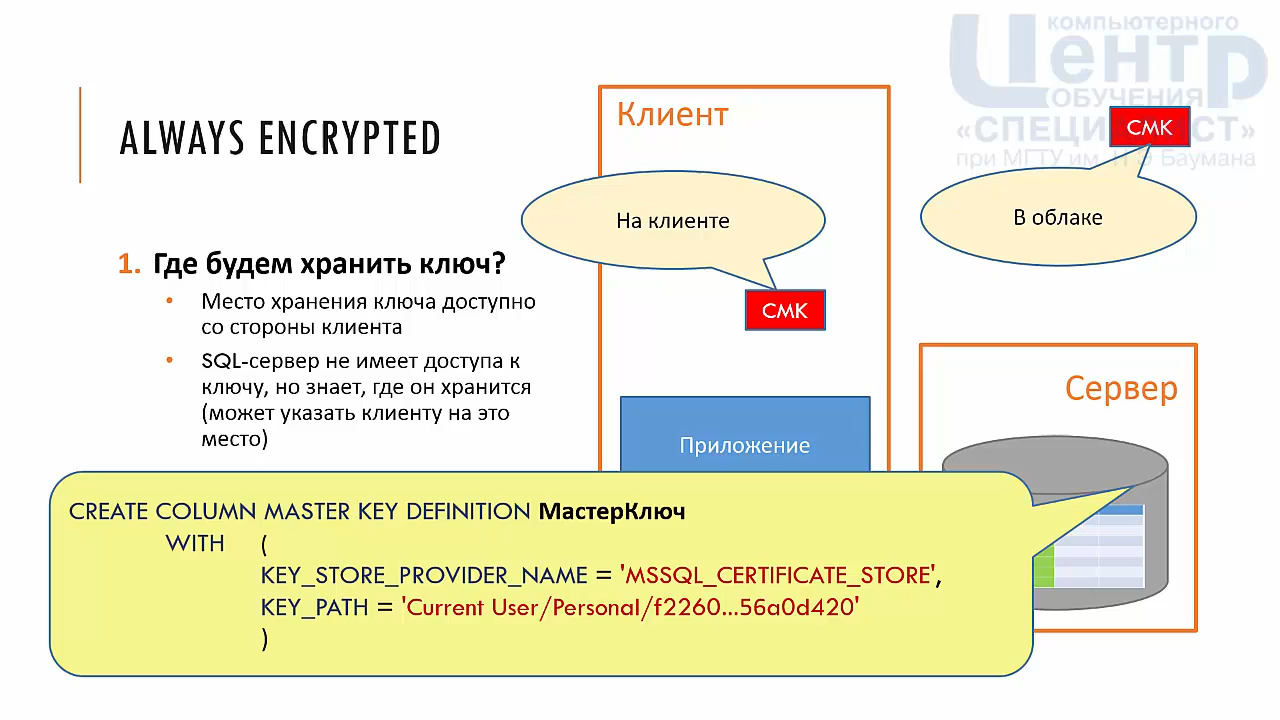 компьютерного
Центр
ОБУЧЕНИЯ
«СПЕЦИАЛИСТ»
при МГТУ им. Н.Э Баумана
ALWAYS ENCRYPTED
Клиент
CMK
На клиенте
В облаке
1. Где будем хранить ключ?
• Место хранения ключа доступно
со стороны клиента
• SQL-сервер не имеет доступа к
ключу, но знает, где он хранится
(может указать клиенту на это
место)
CMK
Приложение
Сервер
CREATE COLUMN MASTER KEY DEFINITION МастерКлюч
WITH (
KEY_STORE_PROVIDER_NAME = 'MSSQL_CERTIFICATE_STORE',
KEY_PATH = 'Current User/Personal/f2260...56a0d420'
)